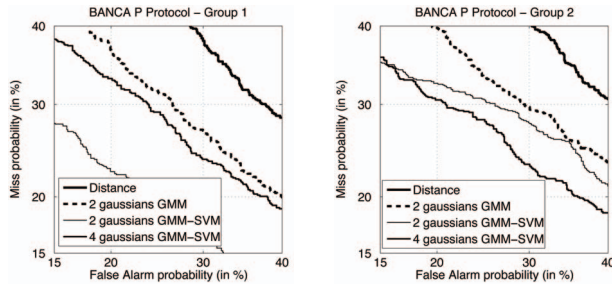 BANCA P Protocol – Group 1
40
30
20
15
Miss probability (in %)
Distance
2 gaussians GMM
2 gaussians GMM–SVM
4 gaussians GMM–SVM
15
20
30
40
False Alarm probability (in %)
BANCA P Protocol – Group 2
40
30
20
15
Miss probability (in %)
Distance
2 gaussians GMM
2 gaussians GMM–SVM
4 gaussians GMM–SVM
15
20
30
40
False Alarm probability (in %)